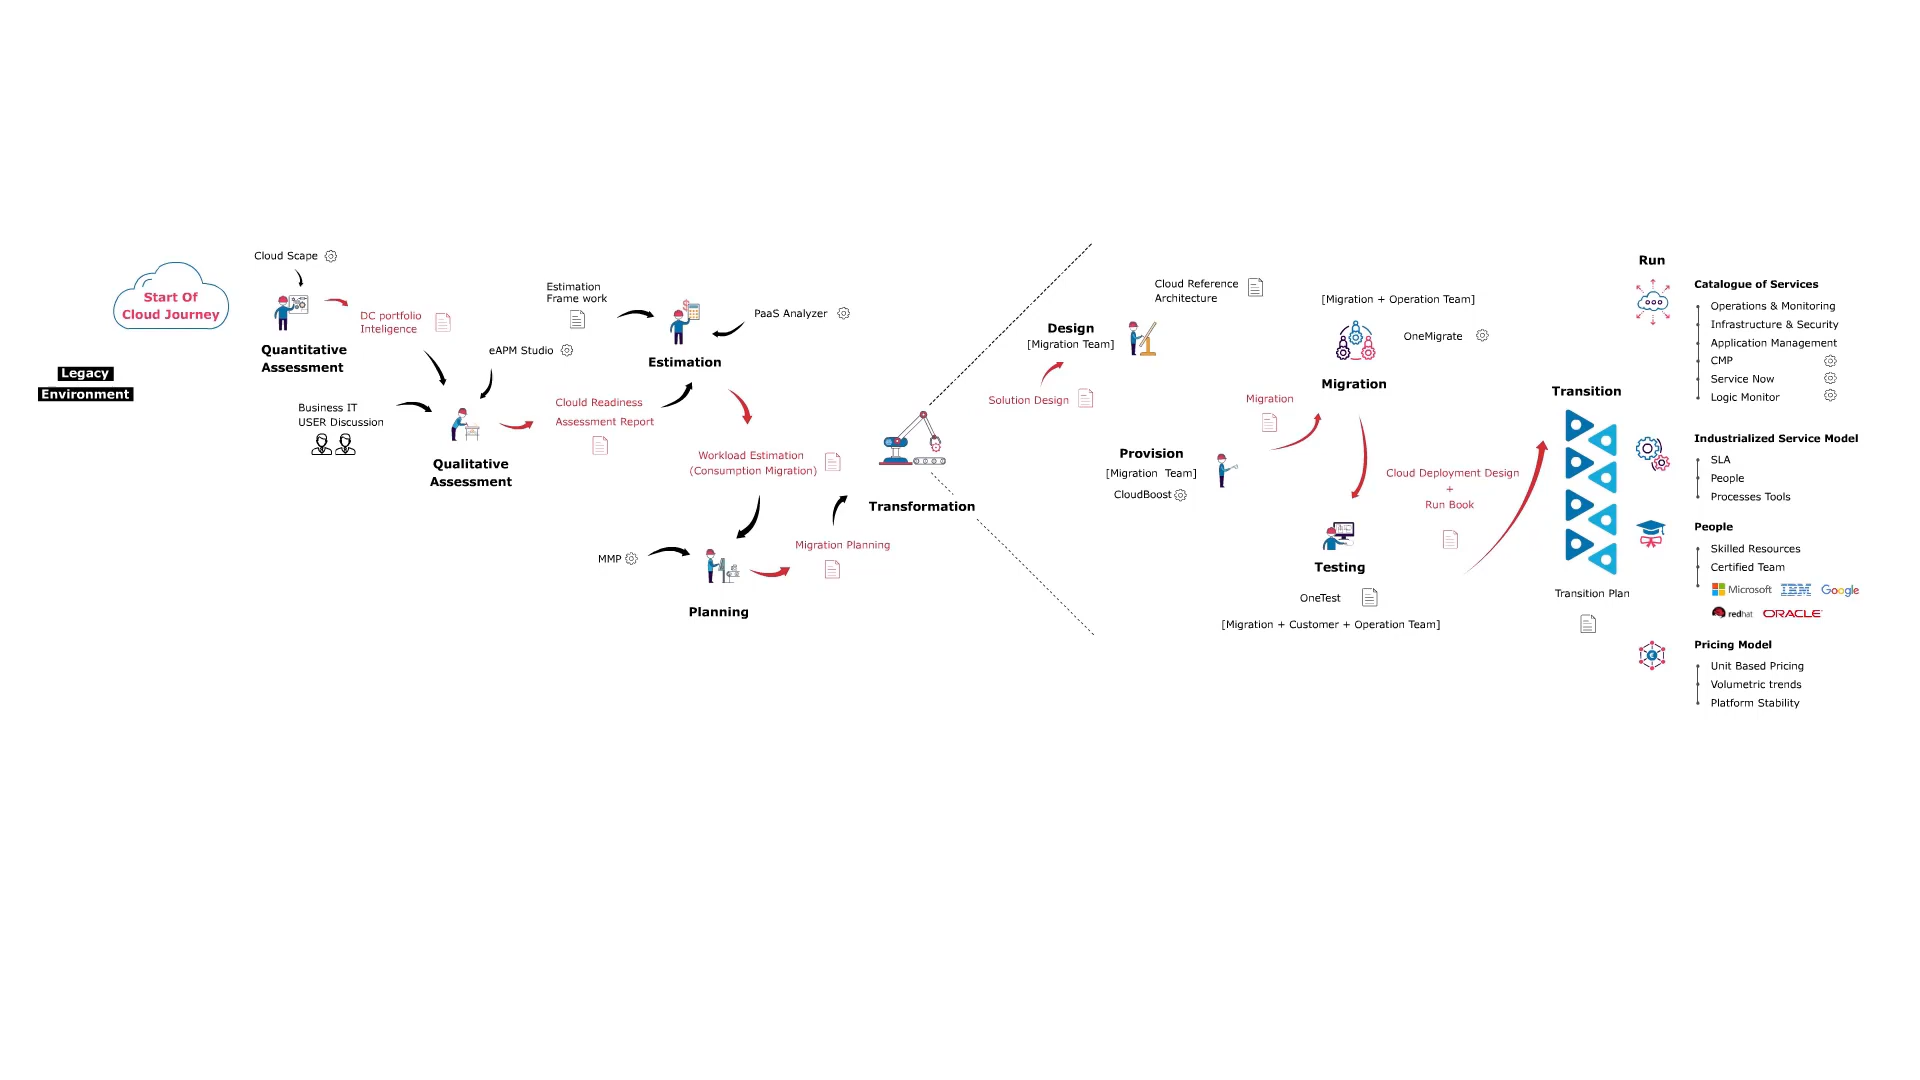 Start Of
Cloud Journey
Legacy
Environment
Cloud Scape
DC portfolio
Inteligence
Quantitative
Assessment
Business IT
USER Discussion
eAPM Studio
Qualitative
Assessment
Estimation
Frame work
PaaS Analyzer
Estimation
Clould Readiness
Assessment Report
Workload Estimation
(Consumption Migration)
MMP
Planning
Migration Planning
Transformation
Design
[Migration Team]
Solution Design
Cloud Reference
Architecture
Provision
[Migration Team]
CloudBoost
Migration
[Migration + Operation Team]
OneMigrate
Migration
Testing
OneTest
[Migration + Customer + Operation Team]
Cloud Deployment Design
+
Run Book
Transition
Transition Plan
Run
Catalogue of Services
Operations & Monitoring
Infrastructure & Security
Application Management
CMP
Service Now
Logic Monitor
Industrialized Service Model
SLA
People
Processes Tools
People
Skilled Resources
Certified Team
Microsoft IBM Google
redhat ORACLE
Pricing Model
Unit Based Pricing
Volumetric trends
Platform Stability